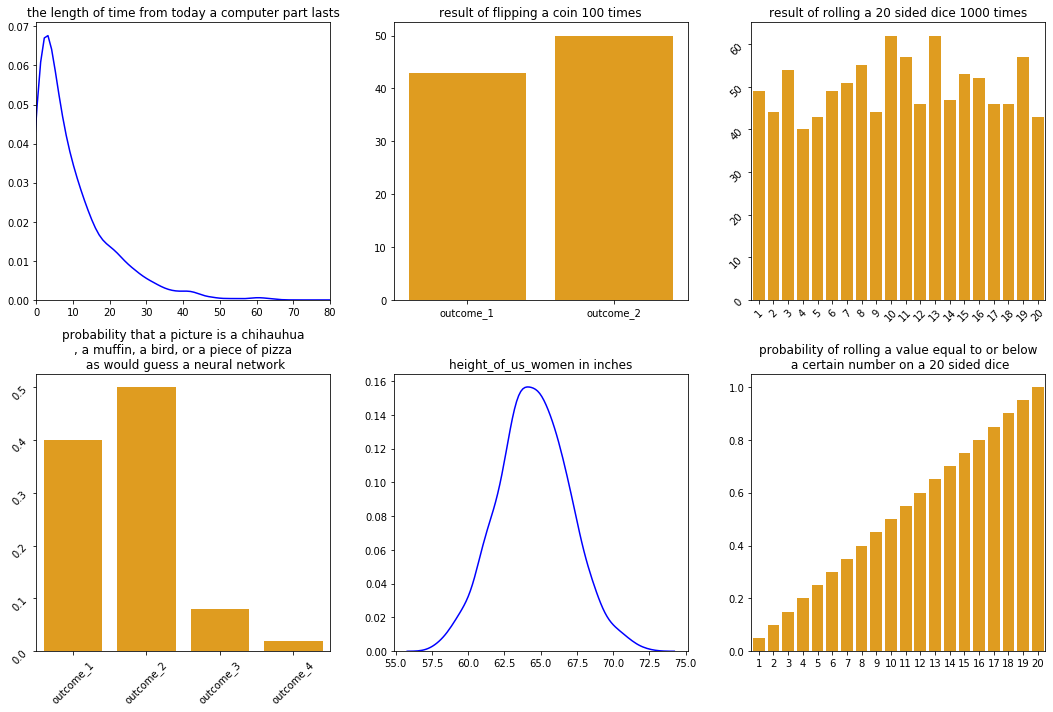 the length of time from today a computer part lasts
0.07
0.06
0.05
0.04
0.03
0.02
0.01
0.00
0 10 20 30 40 50 60 70 80
result of flipping a coin 100 times
50
40
30
20
10
0
outcome_1 outcome_2
result of rolling a 20 sided dice 1000 times
60
50
40
30
20
10
0
1 2 3 4 5 6 7 8 9 10 11 12 13 14 15 16 17 18 19 20
probability that a picture is a chihauhua
, a muffin, a bird, or a piece of pizza
as would guess a neural network
0.5
0.4
0.3
0.2
0.1
0.0
outcome_1 outcome_2 outcome_3 outcome_4
height_of_us_women in inches
0.16
0.14
0.12
0.10
0.08
0.06
0.04
0.02
0.00
55.0 57.5 60.0 62.5 65.0 67.5 70.0 72.5 75.0
probability of rolling a value equal to or below
a certain number on a 20 sided dice
1.0
0.8
0.6
0.4
0.2
0.0
1 2 3 4 5 6 7 8 9 10 11 12 13 14 15 16 17 18 19 20